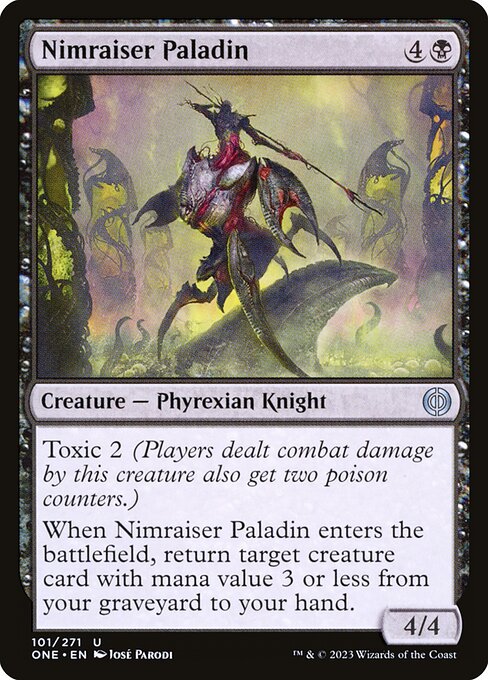 Nimraiser Paladin 4
Creature — Phyrexian Knight
Toxic 2 (Players dealt combat damage
by this creature also get two poison
counters.)
When Nimraiser Paladin enters the
battlefield, return target creature
card with mana value 3 or less from
your graveyard to your hand.
4/4
101/271 U
ONE • EN José Parodi
™ & © 2023 Wizards of the Coast